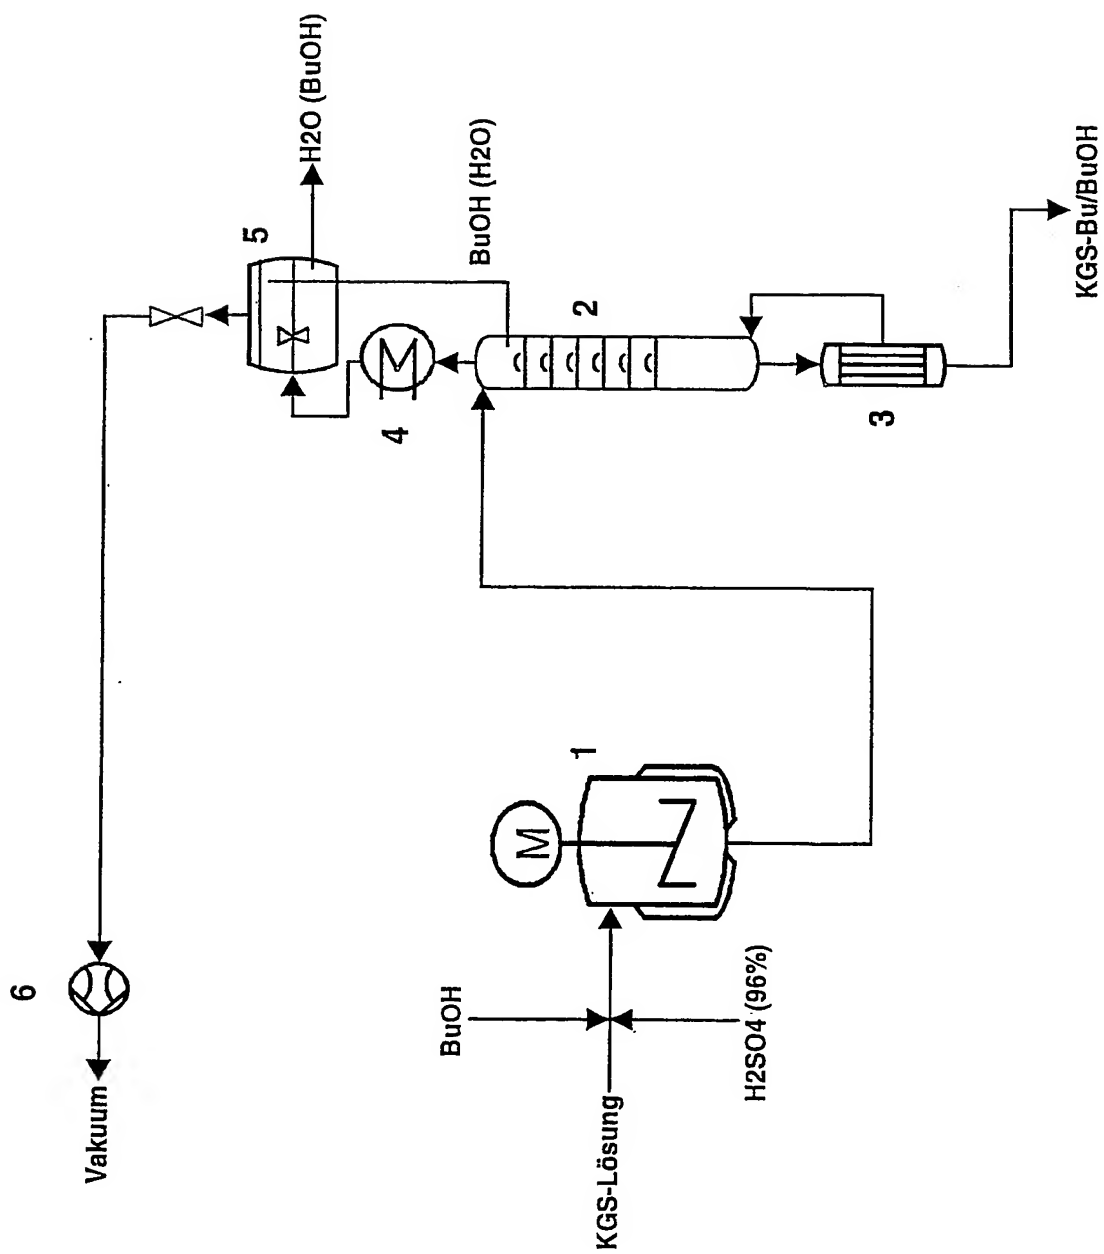 Vakuum
6
KGS-Lösung
BuOH
H2SO4 (96%)
M
1
4
5
H2O (BuOH)
BuOH (H2O)
2
3
KGS-Bu/BuOH